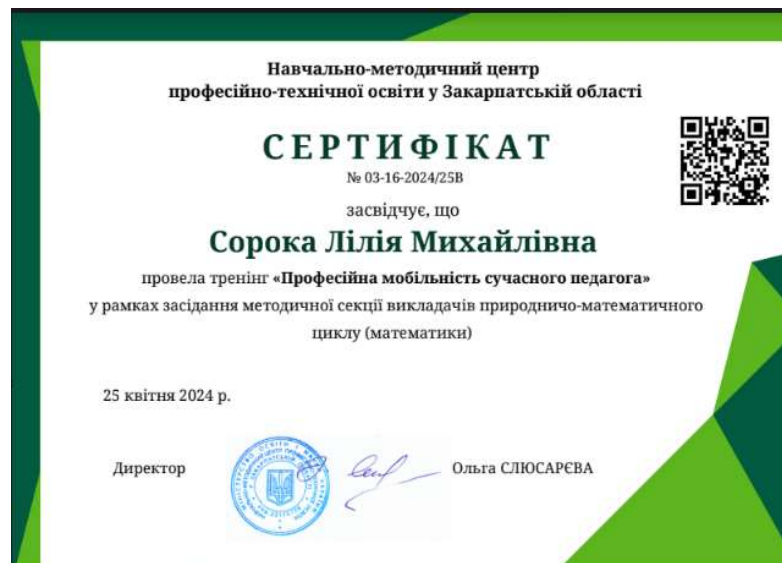 Навчально-методичний центр
професійно-технічної освіти у Закарпатській області
СЕРТИФІКАТ
№ 03-16-2024/25В
засвідчує, що
Сорока Лілія Михайлівна
провела тренінг «Професійна мобільність сучасного педагога»
у рамках засідання методичної секції викладачів природничо-математичного
циклу (математики)
25 квітня 2024 р.
Директор
Ольга СЛЮСАРЄВА